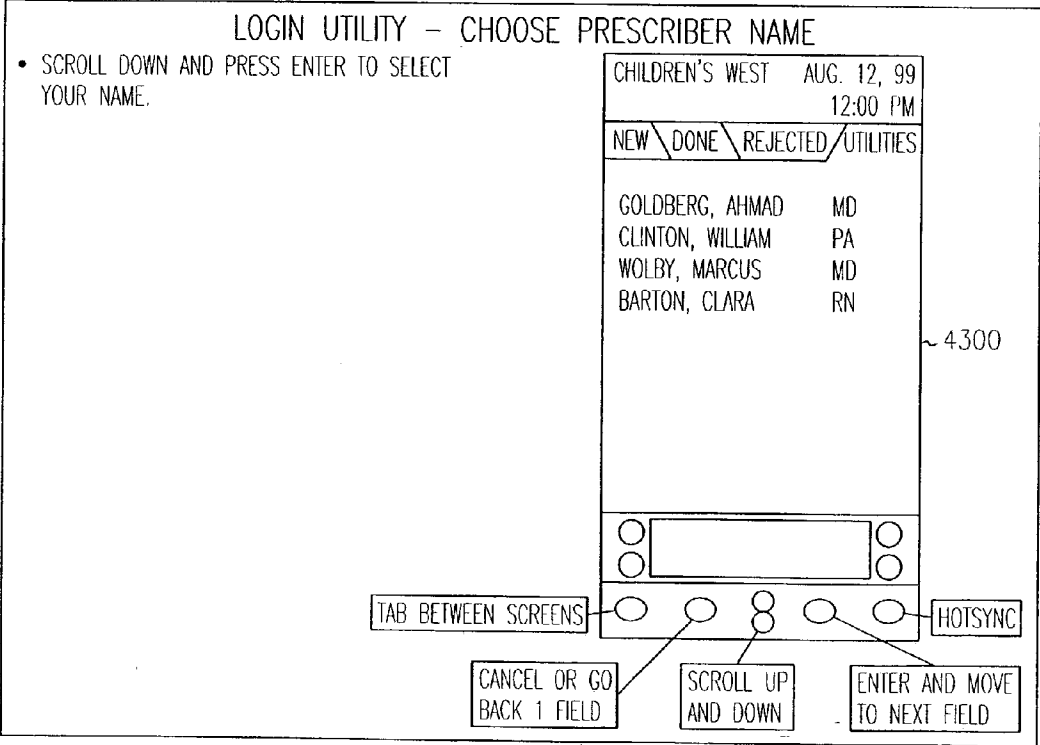 LOGIN UTILITY – CHOOSE PRESCRIBER NAME
• SCROLL DOWN AND PRESS ENTER TO SELECT
YOUR NAME.
CHILDREN'S WEST AUG. 12, 99
12:00 PM
NEW DONE REJECTED UTILITIES
GOLDBERG, AHMAD MD
CLINTON, WILLIAM PA
WOLBY, MARCUS MD
BARTON, CLARA RN
4300
TAB BETWEEN SCREENS
HOTSYNC
CANCEL OR GO
BACK 1 FIELD
SCROLL UP
AND DOWN
ENTER AND MOVE
TO NEXT FIELD